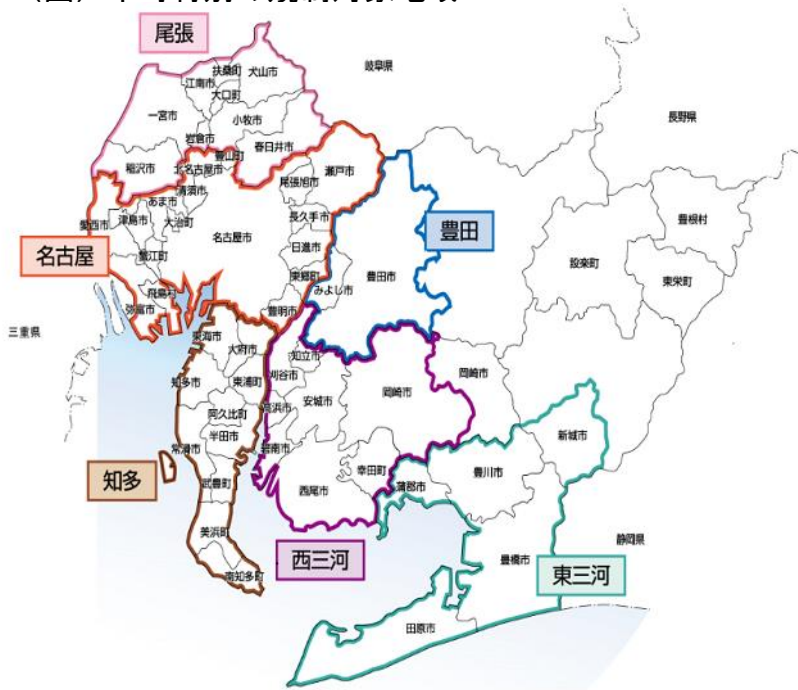 尾張
岐阜県
扶桑町
犬山市
江南市
大口町
一宮市
小牧市
岩倉市
豊山町
春日井市
稲沢市
北名古屋市
清須市
瀬戸市
尾張旭市
長野県
愛西市
津島市
あま市
大治町
名古屋市
長久手市
日進市
名古屋
蟹江町
東郷町
みよし市
豊田市
豊田
豊根村
設楽町
東栄町
飛島村
弥富市
豊明市
三重県
東海市
大府市
知立市
刈谷市
知多市
東浦町
岡崎市
岡崎市
安城市
高浜市
阿久比町
半田市
常滑市
碧南市
新城市
知多
武豊町
西尾市
幸田町
蒲郡市
豊川市
美浜町
南知多町
西三河
豊橋市
静岡県
東三河
田原市